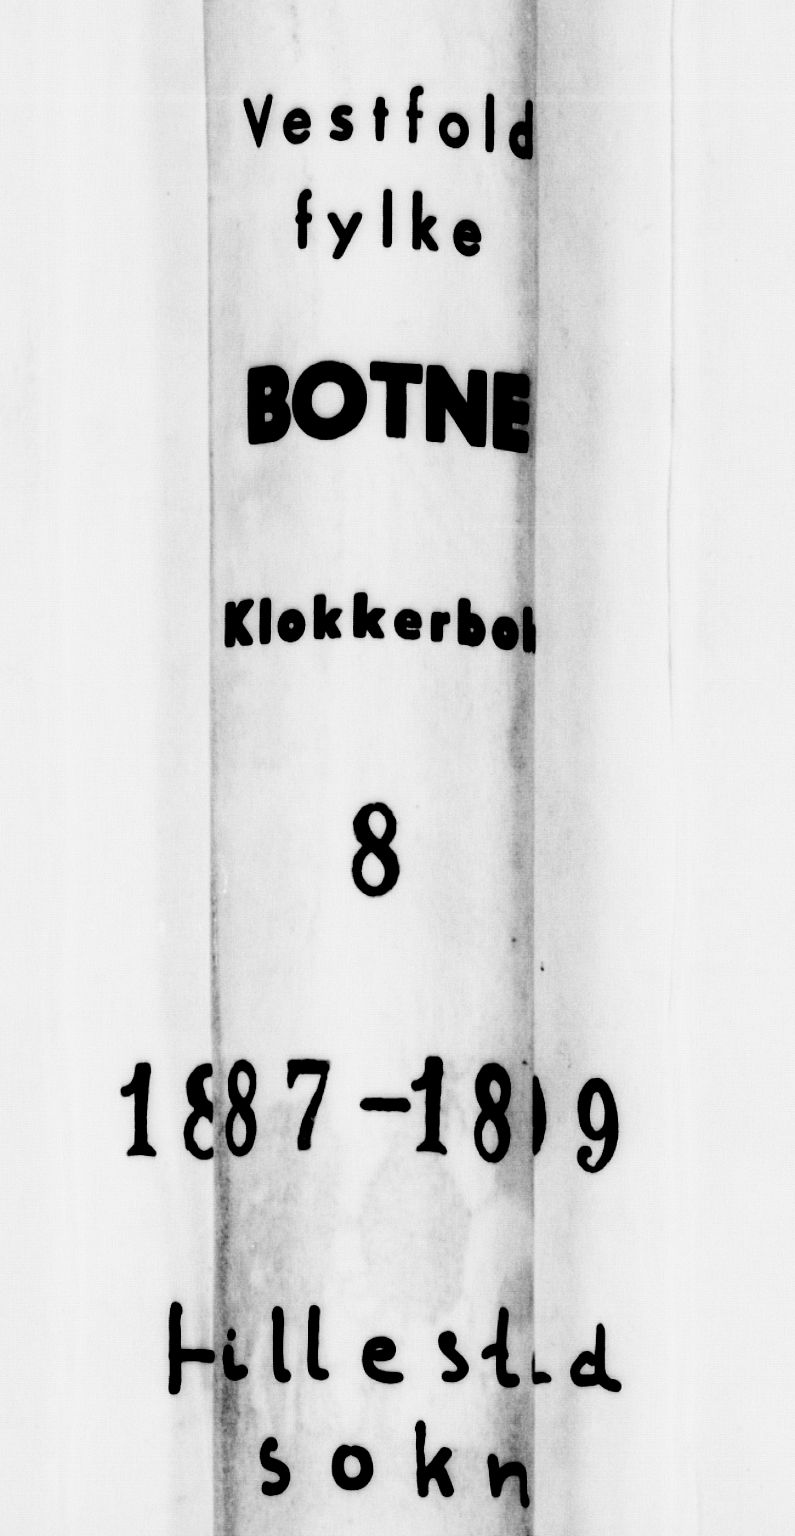 Vestfold
fylke
BOTNE
Klokkerbok
8
1887-1899
Hillestad
sokn